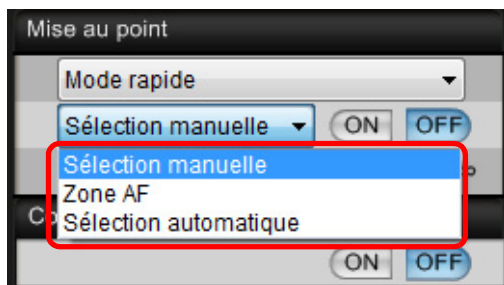 Mise au point
Mode rapide
Sélection manuelle ON OFF
Sélection manuelle
Zone AF
Sélection automatique
ON OFF